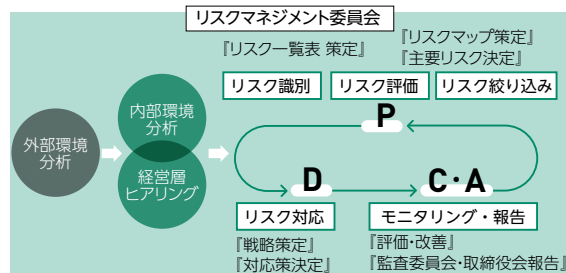 リスクマネジメント委員会
『リスク一覧表 策定』
『リスクマップ策定』
『主要リスク決定』
リスク識別
リスク評価
リスク絞り込み
P
外部環境
分析
内部環境
分析
経営層
ヒアリング
D
C・A
リスク対応
モニタリング・報告
『戦略策定』
『対応策決定』
『評価・改善』
『監査委員会・取締役会報告』